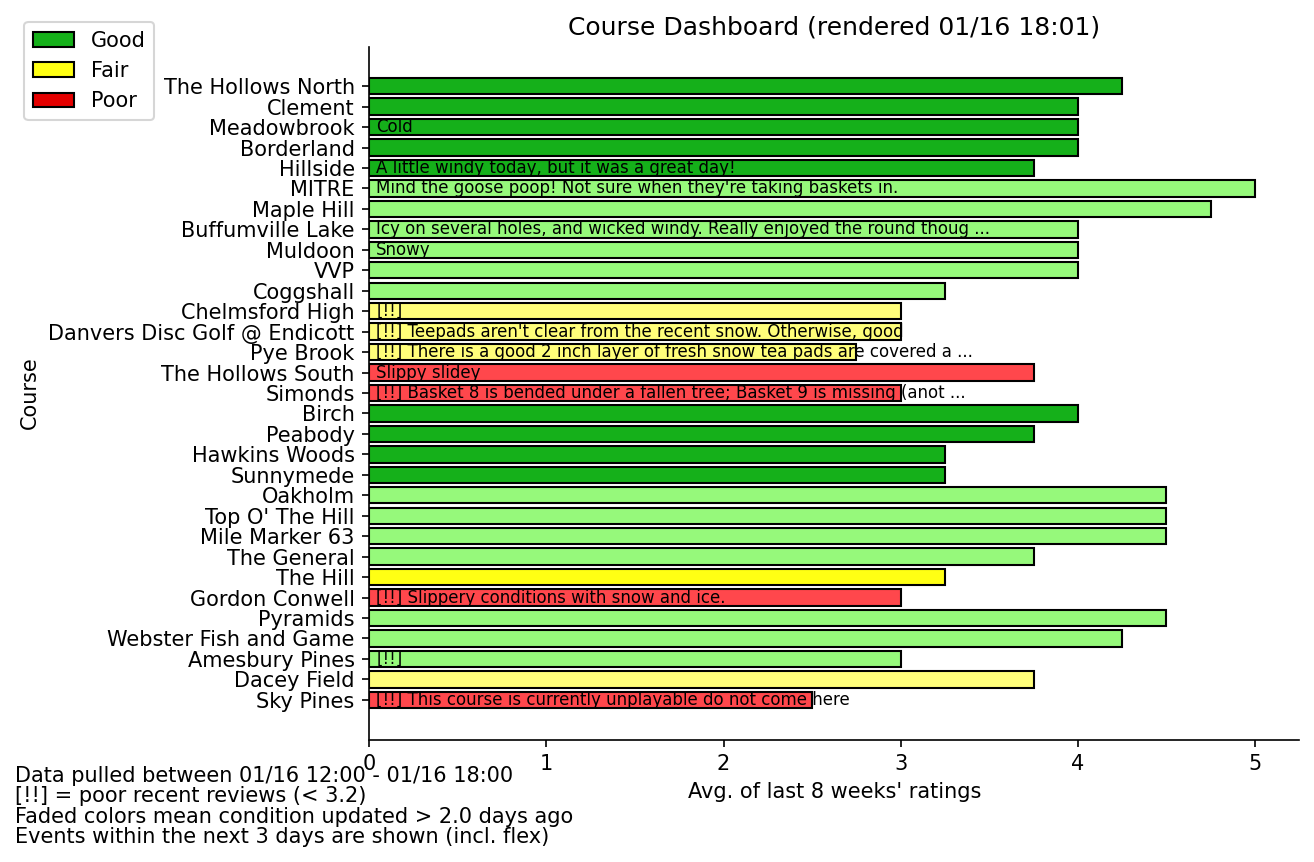 Course Dashboard (rendered 01/16 18:01)
Good
Fair
Poor
The Hollows North
Clement
Meadowbrook Cold
Borderland
Hillside A little windy today, but it was a great day!
MITRE Mind the goose poop! Not sure when they're taking baskets in.
Maple Hill
Buffumville Lake Icy on several holes, and wicked windy. Really enjoyed the round thoug ...
Muldoon Snowy
VVP
Coggshall
Chelmsford High [!!]
Danvers Disc Golf @ Endicott [!!] Teepads aren't clear from the recent snow. Otherwise, good
Pye Brook [!!] There is a good 2 inch layer of fresh snow tea pads are covered a ...
The Hollows South Slippy slidey
Simonds [!!] Basket 8 is bended under a fallen tree; Basket 9 is missing (anot ...
Birch
Peabody
Hawkins Woods
Sunnymede
Oakholm
Top O' The Hill
Mile Marker 63
The General
The Hill
Gordon Conwell [!!] Slippery conditions with snow and ice.
Pyramids
Webster Fish and Game
Amesbury Pines [!!]
Dacey Field
Sky Pines [!!] This course is currently unplayable do not come here
Course
0 1 2 3 4 5
Avg. of last 8 weeks' ratings
Data pulled between 01/16 12:00 - 01/16 18:00
[!!] = poor recent reviews (< 3.2)
Faded colors mean condition updated > 2.0 days ago
Events within the next 3 days are shown (incl. flex)